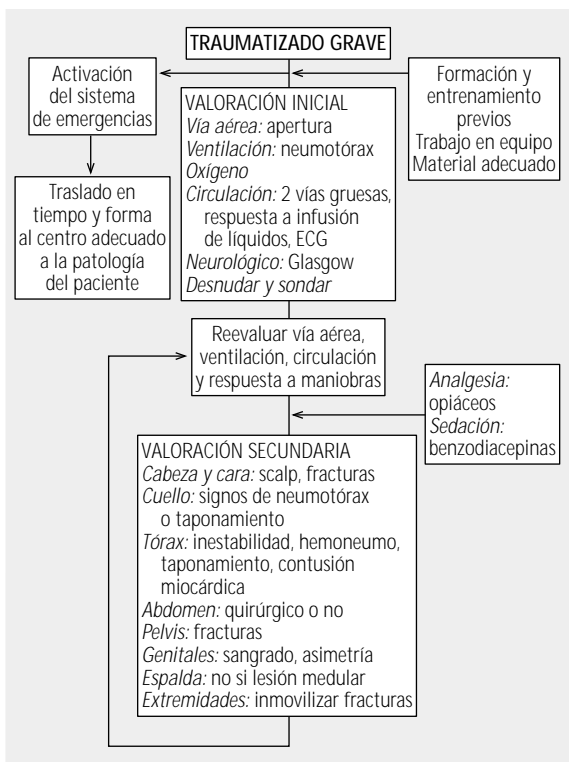 TRAUMATIZADO GRAVE
Activación
del sistema
de emergencias
Traslado en
tiempo y forma
al centro adecuado
a la patología
del paciente
Formación y
entrenamiento
previos
Trabajo en equipo
Material adecuado
VALORACIÓN INICIAL
Vía aérea: apertura
Ventilación: neumotórax
Oxígeno
Circulación: 2 vías gruesas,
respuesta a infusión
de líquidos, ECG
Neurológico: Glasgow
Desnudar y sondar
Reevaluar vía aérea,
ventilación, circulación
y respuesta a maniobras
Analgesia:
opiáceos
Sedación:
benzodiacepinas
VALORACIÓN SECUNDARIA
Cabeza y cara: scalp, fracturas
Cuello: signos de neumotórax
o taponamiento
Tórax: inestabilidad, hemoneumo,
taponamiento, contusión
miocárdica
Abdomen: quirúrgico o no
Pelvis: fracturas
Genitales: sangrado, asimetría
Espalda: no si lesión medular
Extremidades: inmovilizar fracturas